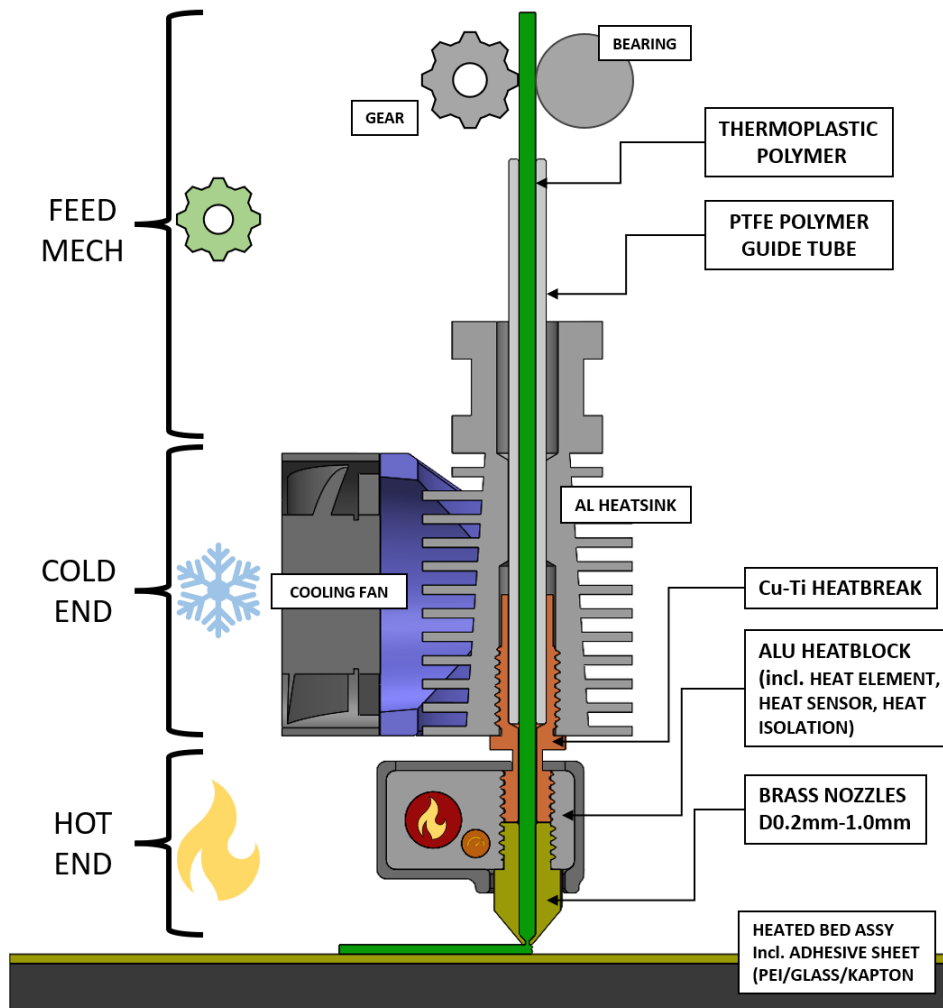 BEARING
GEAR
THERMOPLASTIC
POLYMER
FEED
MECH
PTFE POLYMER
GUIDE TUBE
AL HEATSINK
COLD
END
COOLING FAN
Cu-Ti HEATBREAK
ALU HEATBLOCK
(incl. HEAT ELEMENT,
HEAT SENSOR, HEAT
ISOLATION)
HOT
END
BRASS NOZZLES
D0.2mm-1.0mm
HEATED BED ASSY
Incl. ADHESIVE SHEET
(PEI/GLASS/KAPTON